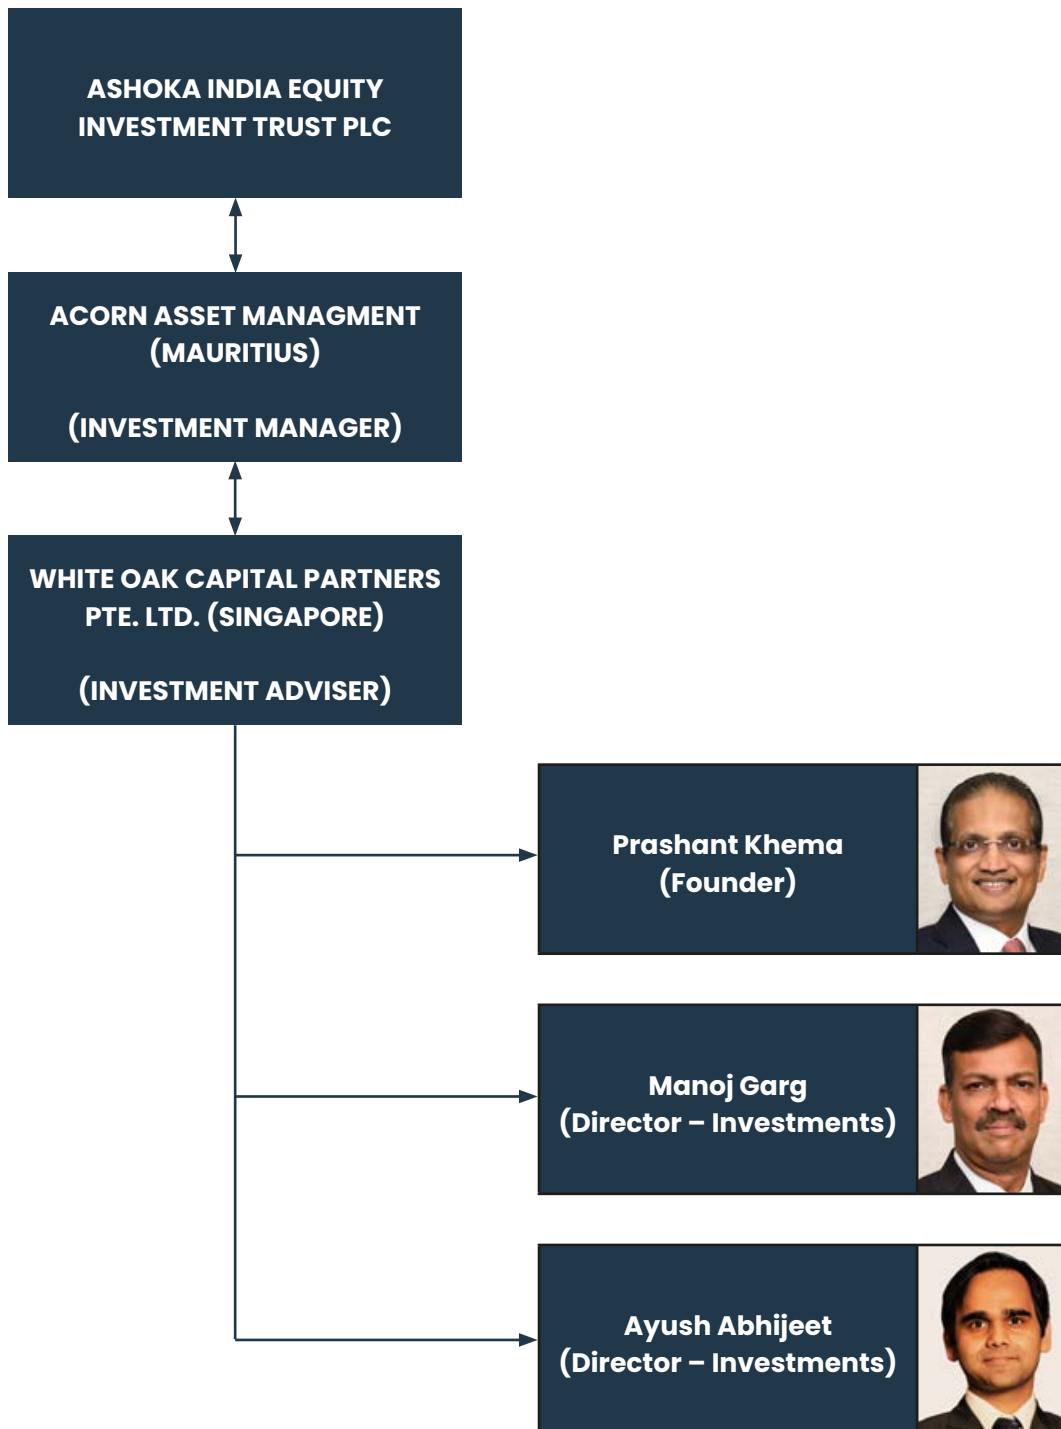 ASHOKA INDIA EQUITY
INVESTMENT TRUST PLC
ACORN ASSET MANAGMENT
(MAURITIUS)
(INVESTMENT MANAGER)
WHITE OAK CAPITAL PARTNERS
PTE. LTD. (SINGAPORE)
(INVESTMENT ADVISER)
Prashant Khema
(Founder)
Manoj Garg
(Director – Investments)
Ayush Abhijeet
(Director – Investments)